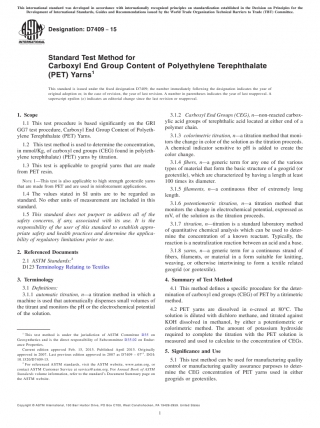 This international standard was developed in accordance with internationally recognized principles on standardization established in the Decision on Principles for the
Development of International Standards, Guides and Recommendations issued by the World Trade Organization Technical Barriers to Trade (TBT) Committee.
INTERNATIONAL
Designation: D7409 − 15
Standard Test Method for
Carboxyl End Group Content of Polyethylene Terephthalate
(PET) Yarns1
This standard is issued under the fixed designation D7409; the number immediately following the designation indicates the year of
original adoption or, in the case of revision, the year of last revision. A number in parentheses indicates the year of last reapproval. A
superscript epsilon (ε) indicates an editorial change since the last revision or reapproval.
1. Scope
1.1 This test procedure is based significantly on the GRI
GG7 test procedure, Carboxyl End Group Content of Polyeth-
ylene Terephthalate (PET) Yarns.
1.2 This test method is used to determine the concentration,
in mmol/Kg, of carboxyl end groups (CEG) found in polyeth-
ylene terephthalate) (PET) yarns by titration.
1.3 This test is applicable to geogrid yarns that are made
from PET resin.
NOTE 1—This test is also applicable to high strength geotextile yarns
that are made from PET and are used in reinforcement applications.
1.4 The values stated in SI units are to be regarded as
standard. No other units of measurement are included in this
standard.
1.5 This standard does not purport to address all of the
safety concerns, if any, associated with its use. It is the
responsibility of the user of this standard to establish appro-
priate safety and health practices and determine the applica-
bility of regulatory limitations prior to use.
2. Referenced Documents
2.1 ASTM Standards:2
D123 Terminology Relating to Textiles
3. Terminology
3.1 Definitions:
3.1.1 automatic titration, n—a titration method in which a
machine is used that automatically dispenses small volumes of
the titrant and monitors the pH or the electrochemical potential
of the solution.
1 This test method is under the jurisdiction of ASTM Committee D35 on
Geosynthetics and is the direct responsibility of Subcommittee D35.02 on Endur-
ance Properties.
Current edition approved Feb. 15, 2015. Published April 2015. Originally
approved in 2007. Last previous edition approved in 2007 as D7409 – 07
2 For referenced ASTM standards, visit the ASTM website, www.astm.org, or
contact ASTM Customer Service at service@astm.org. For Annual Book of ASTM
Standards volume information, refer to the standard's Document Summary page on
the ASTM website.
3.1.2 Carboxyl End Groups (CEG), n—non-reacted carbox-
ylic acid groups of terephthalic acid located at either end of a
polymer chain.
3.1.3 colorimetric titration, n—a titration method that moni-
tors the change in color of the solution as the titration proceeds.
A chemical indicator sensitive to pH is added to create the
color change.
3.1.4 fibers, n—a generic term for any one of the various
types of material that form the basic structure of a geogrid (or
geotextile), which are characterized by having a length at least
100 times its diameter.
3.1.5 filaments, n—a continuous fiber of extremely long
length.
3.1.6 potentiometric titration, n—a titration method that
monitors the change in electrochemical potential, expressed as
mV, of the solution as the titration proceeds.
3.1.7 titration, n—titration is a standard laboratory method
of quantitative chemical analysis which can be used to deter-
mine the concentration of a known reaction. Typically, the
reaction is a neutralization reaction between an acid and a base.
3.1.8 yarn, n—a generic term for a continuous strand of
fibers, filaments, or material in a form suitable for knitting,
weaving, or otherwise intertwining to form a textile related
geogrid (or geotextile).
4. Summary of Test Method
4.1 This method defines a specific procedure for the deter-
mination of carboxyl end groups (CEG) of PET by a titrametric
method.
4.2 PET yarns are dissolved in o-cresol at 80°C. The
solution is diluted with dichloro methane, and titrated against
KOH dissolved in methanol, by either a potentiometric or
colorimetric method. The amount of potassium hydroxide
required to complete the titration with the PET solution is
measured and used to calculate the concentration of CEGs.
5. Significance and Use
5.1 This test method can be used for manufacturing quality
control or manufacturing quality assurance purposes to deter-
mine the CEG concentration of PET yarns used in either
geogrids or geotextiles.
Copyright © ASTM International, 100 Barr Harbor Drive, PO Box C700, West Conshohocken, PA 19428-2959. United States
1